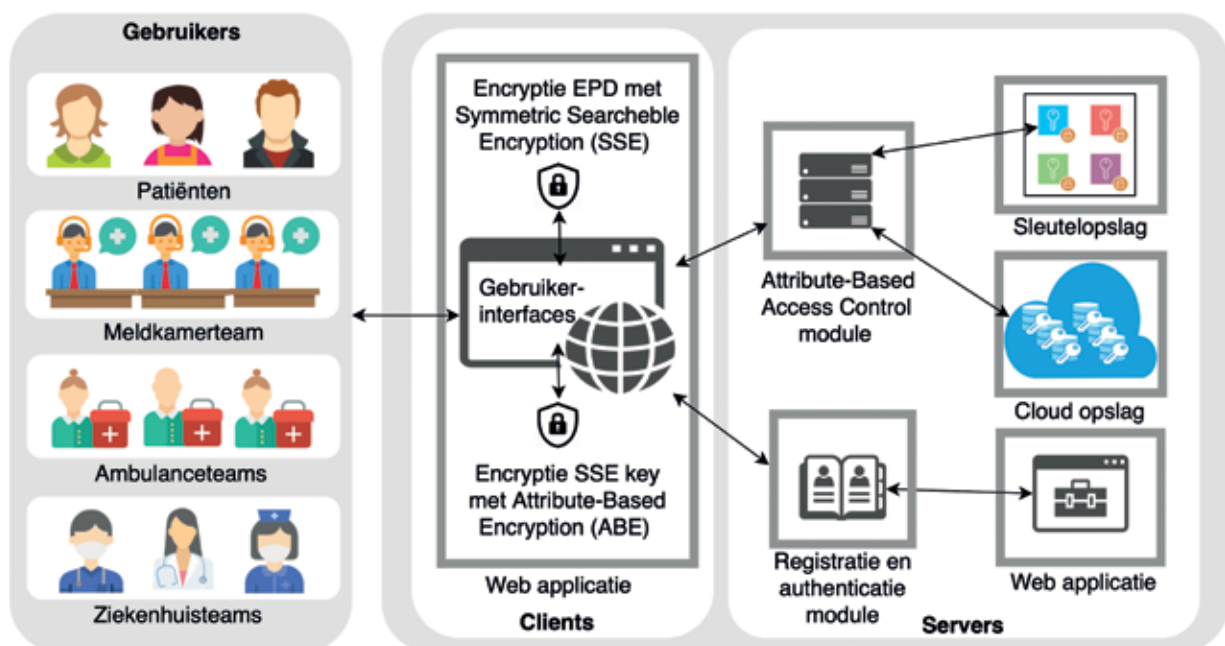 Gebruikers
Patiënten
Meldkamerteam
Ambulanceteams
Ziekenhuisteams
Encryptie EPD met
Symmetric Searcheble
Encryption (SSE)
Gebruiker-
interfaces
Encryptie SSE key
met Attribute-Based
Encryption (ABE)
Web applicatie
Clients
Attribute-Based
Access Control
module
Registratie en
authenticatie
module
Sleutelopslag
Cloud opslag
Web applicatie
Servers